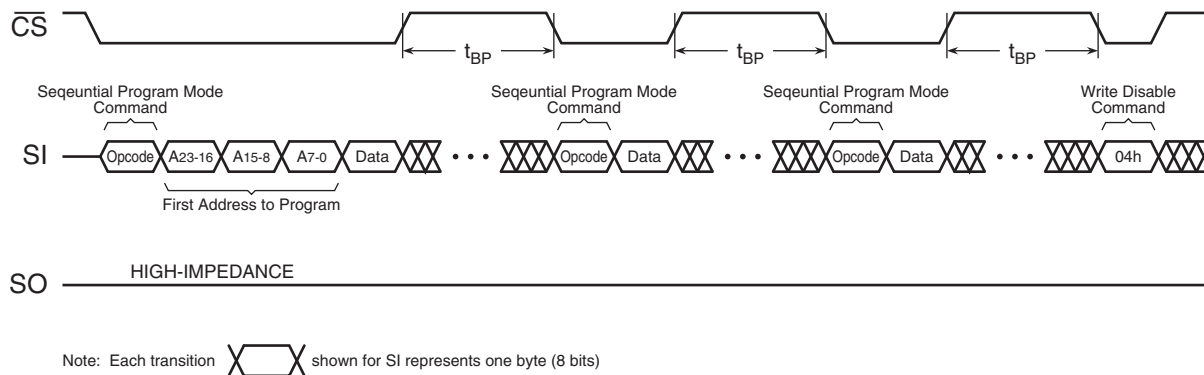 CS
tBP tBP tBP
Seqeuntial Program Mode Command
Seqeuntial Program Mode Command
Seqeuntial Program Mode Command
Write Disable Command
SI Opcode A23-16 A15-8 A7-0 Data • • • Opcode Data • • • Opcode Data • • • 04h
First Address to Program
HIGH-IMPEDANCE
SO
Note: Each transition shown for SI represents one byte (8 bits)